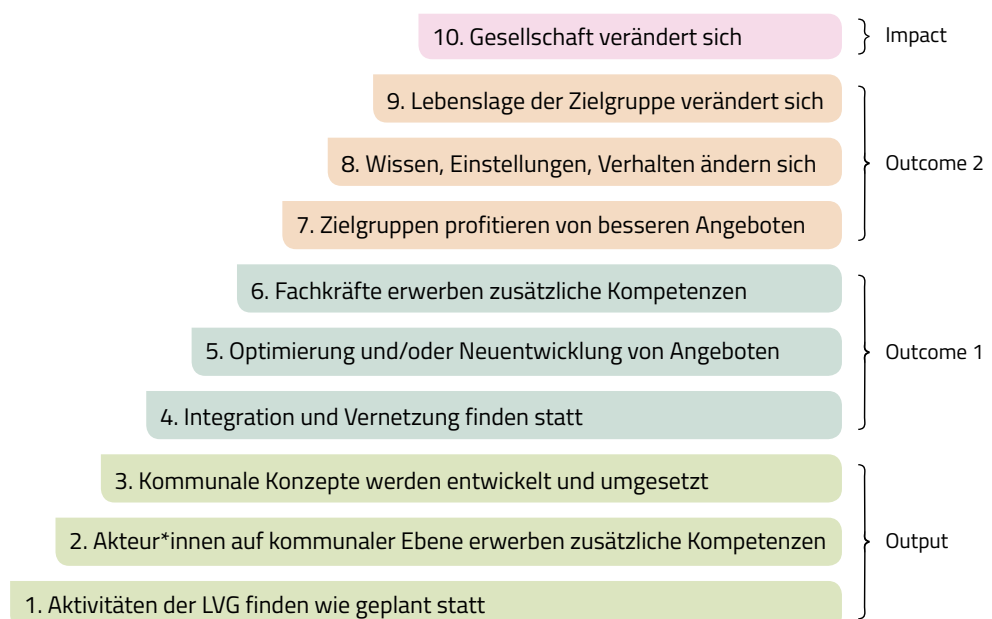 10. Gesellschaft verändert sich
Impact
9. Lebenslage der Zielgruppe verändert sich
8. Wissen, Einstellungen, Verhalten ändern sich
Outcome 2
7. Zielgruppen profitieren von besseren Angeboten
6. Fachkräfte erwerben zusätzliche Kompetenzen
5. Optimierung und/oder Neuentwicklung von Angeboten
Outcome 1
4. Integration und Vernetzung finden statt
3. Kommunale Konzepte werden entwickelt und umgesetzt
2. Akteur*innen auf kommunaler Ebene erwerben zusätzliche Kompetenzen
Output
1. Aktivitäten der LVG finden wie geplant statt